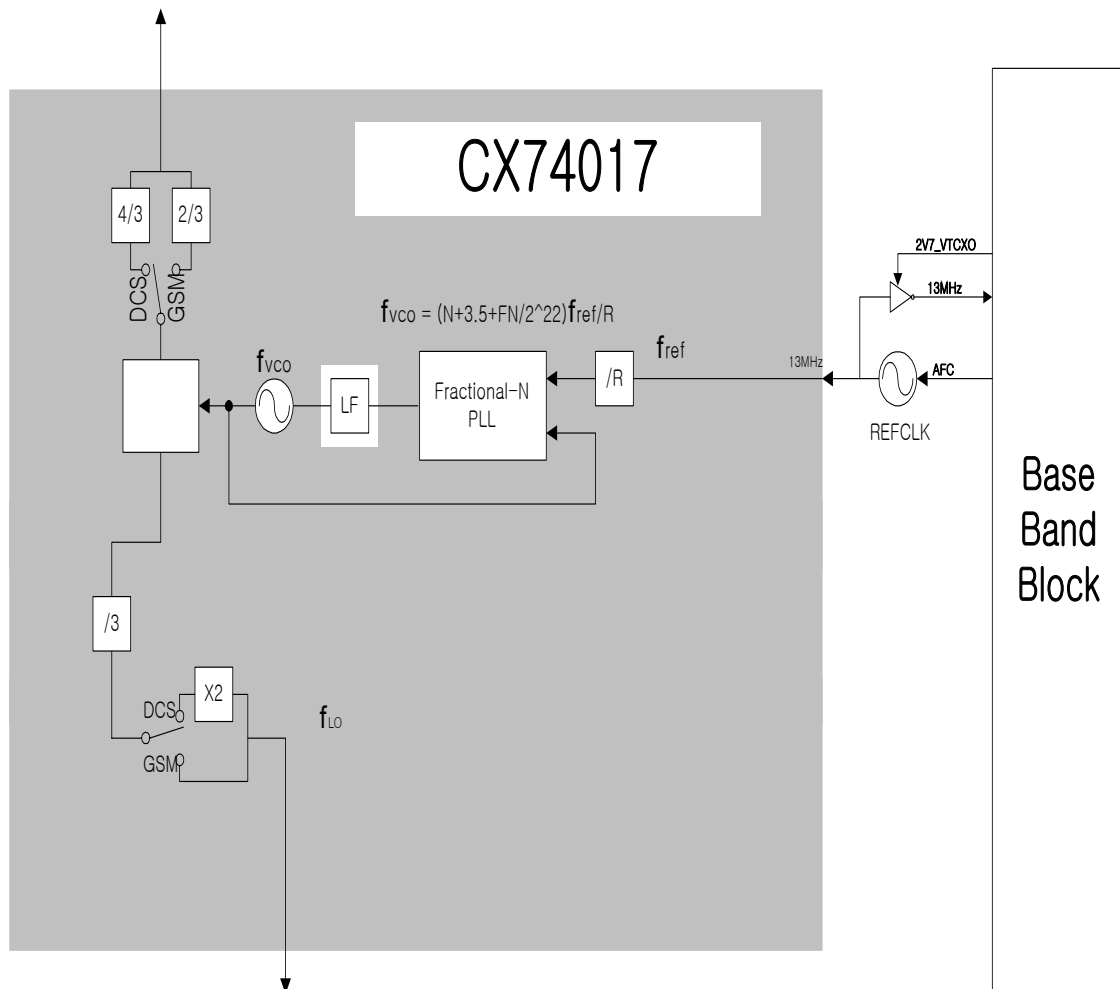 CX74017
4/3
2/3
DCS
GSM
2V7_VTCXO
13MHz
fvco = (N+3.5+FN/2^22)fref/R
fref
13MHz
AFC
fvco
LF
Fractional-N
PLL
/R
REFCLK
Base
Band
Block
/3
X2
DCS
GSM
fLO